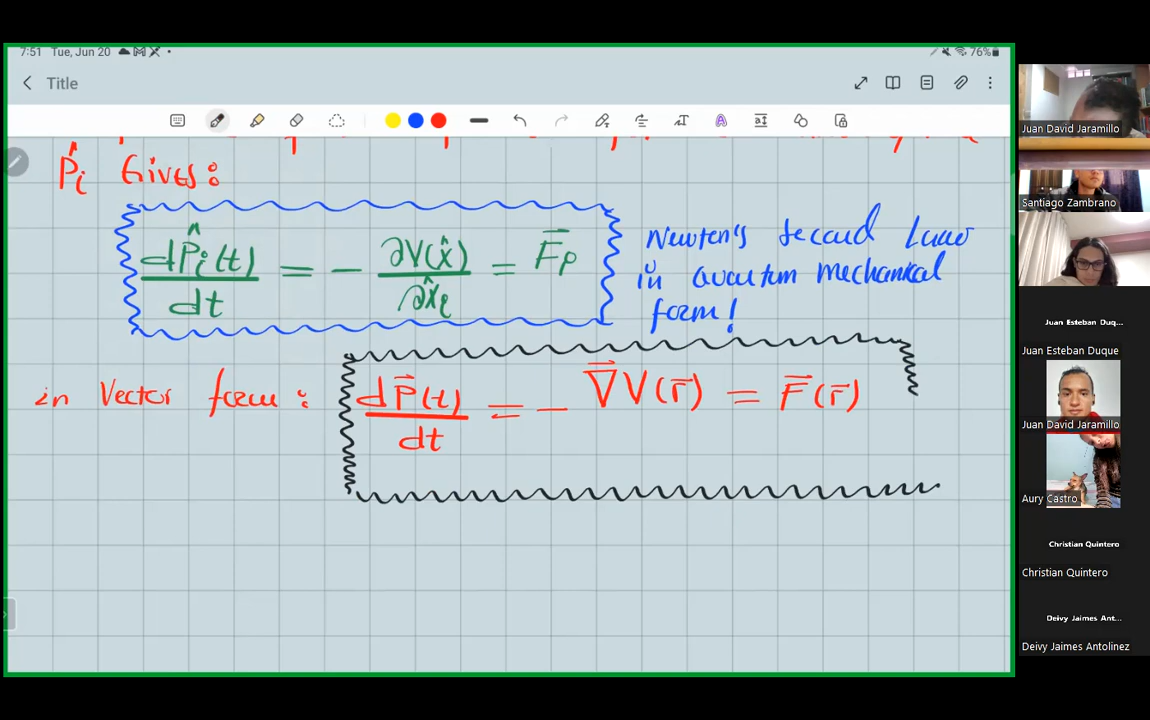 7:51 Tue, Jun 20
76%
Title
P̂i Gives:
dP̂i(t)/dt = - ∂V(x̂)/∂x̂i = F⃗p
Newton's second Law
in quantum mechanical
form!
in Vector form: dP⃗(t)/dt = - ∇⃗V(r⃗) = F⃗(r⃗)
Juan David Jaramillo
Santiago Zambrano
Juan Esteban Duq...
Juan Esteban Duque
Juan David Jaramillo
Aury Castro
Christian Quintero
Christian Quintero
Deivy Jaimes Ant...
Deivy Jaimes Antolinez